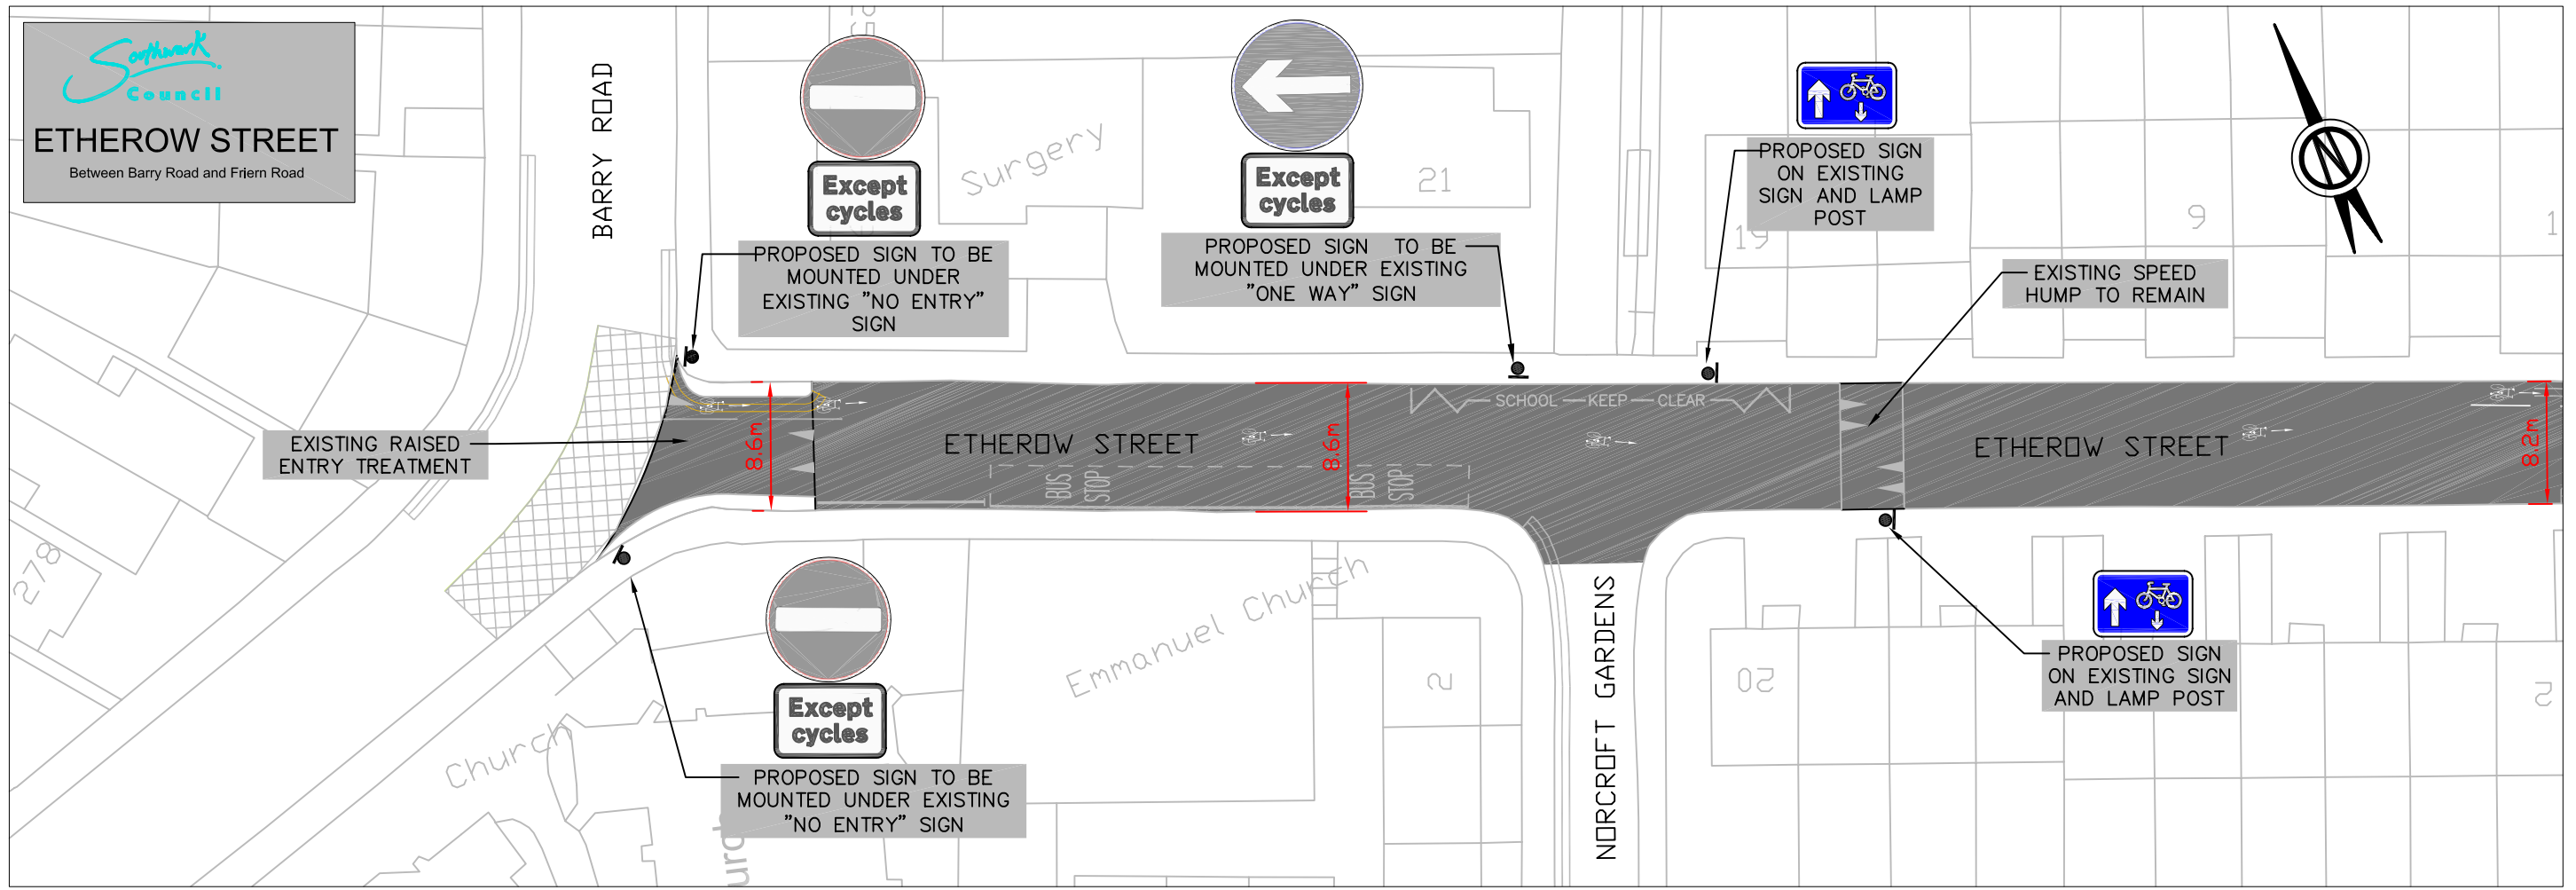 Southwark
Council
ETHEROW STREET
Between Barry Road and Friern Road
BARRY ROAD
Except
cycles
PROPOSED SIGN TO BE
MOUNTED UNDER
EXISTING "NO ENTRY"
SIGN
Surgery
Except
cycles
PROPOSED SIGN TO BE
MOUNTED UNDER EXISTING
"ONE WAY" SIGN
21
PROPOSED SIGN
ON EXISTING
SIGN AND LAMP
POST
19
9
1
N
EXISTING SPEED
HUMP TO REMAIN
EXISTING RAISED
ENTRY TREATMENT
8.6m
ETHEROW STREET
8.6m
SCHOOL KEEP CLEAR
BUS
STOP
BUS
STOP
ETHEROW STREET
8.2m
278
Church
Except
cycles
PROPOSED SIGN TO BE
MOUNTED UNDER EXISTING
"NO ENTRY" SIGN
Emmanuel Church
2
NORCROFT GARDENS
20
PROPOSED SIGN
ON EXISTING SIGN
AND LAMP POST
2